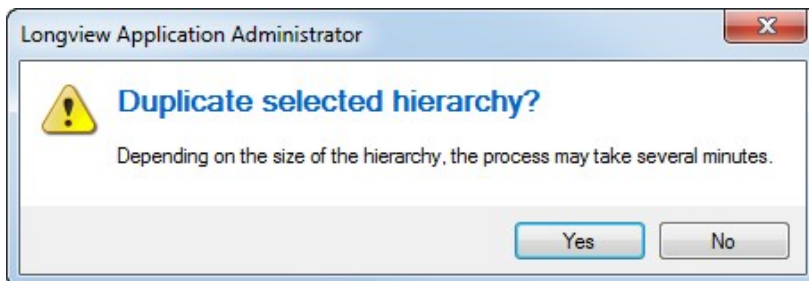 Longview Application Administrator
Duplicate selected hierarchy?
Depending on the size of the hierarchy, the process may take several minutes.
Yes
No